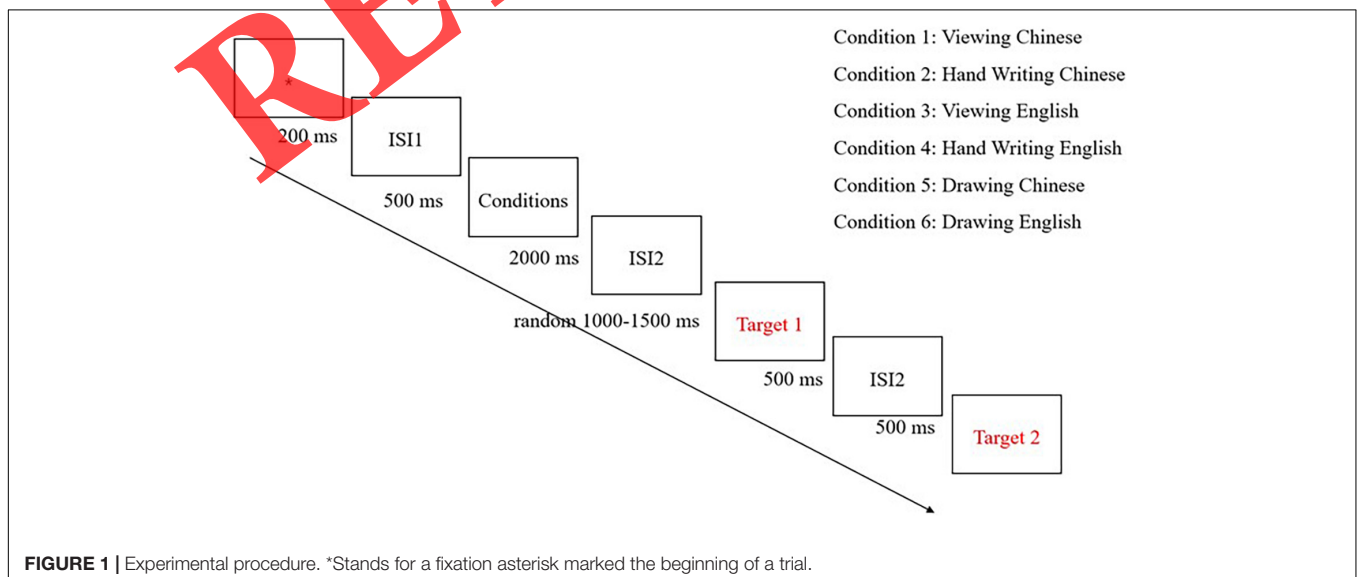 RE
*
200 ms
ISI1
500 ms
Conditions
2000 ms
ISI2
random 1000-1500 ms
Target 1
500 ms
ISI2
500 ms
Target 2
Condition 1: Viewing Chinese
Condition 2: Hand Writing Chinese
Condition 3: Viewing English
Condition 4: Hand Writing English
Condition 5: Drawing Chinese
Condition 6: Drawing English
FIGURE 1 | Experimental procedure. *Stands for a fixation asterisk marked the beginning of a trial.